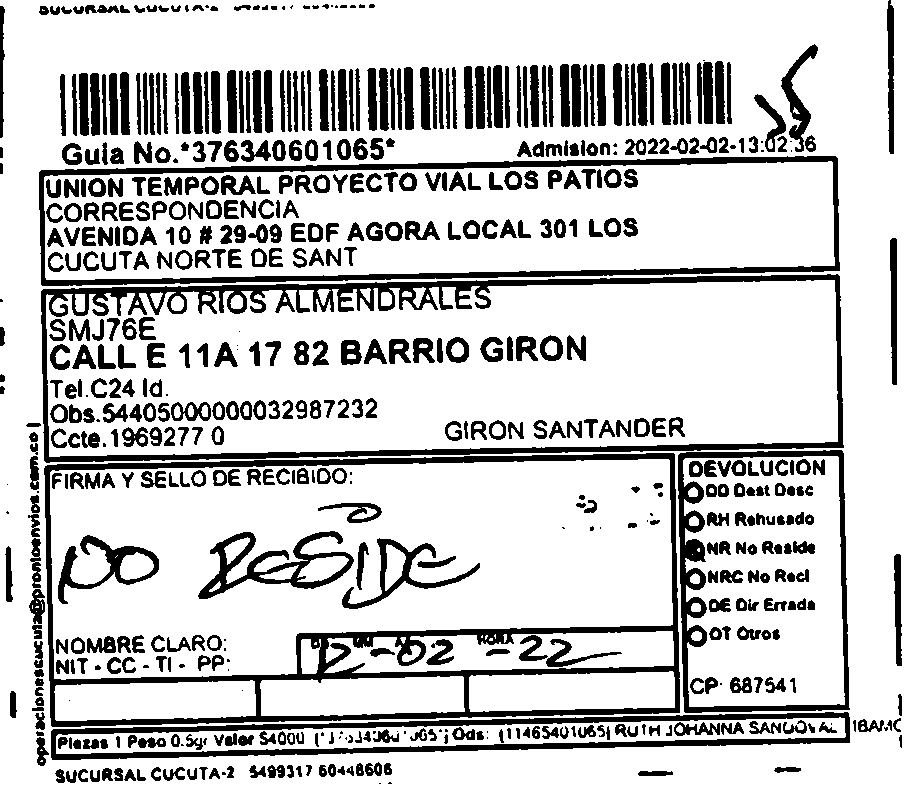 SUCURSAL CUCUTA-2
Guia No.*376340601065*
Admision: 2022-02-02-13:02:36
UNION TEMPORAL PROYECTO VIAL LOS PATIOS
CORRESPONDENCIA
AVENIDA 10 # 29-09 EDF AGORA LOCAL 301 LOS
CUCUTA NORTE DE SANT
GUSTAVO RIOS ALMENDRALES
SMJ76E
CALL E 11A 17 82 BARRIO GIRON
Tel.C24 Id.
Obs.54405000000032987232
Ccte.1969277 0
GIRON SANTANDER
operacionescucuta@prontoenvios.com.co
FIRMA Y SELLO DE RECIBIDO:
NO RESIDE
NOMBRE CLARO:
NIT - CC - TI - PP:
HORA
2-02-22
DEVOLUCION
DD Dest Desc
RH Rehusado
NR No Reside
NRC No Recl
DE Dir Errada
OT Otros
CP: 687541
Piezas 1 Peso 0.5gr Valor $4000 Ods: (11465401065) RUTH JOHANNA SANDOVAL
SUCURSAL CUCUTA-2 5499317 60448606